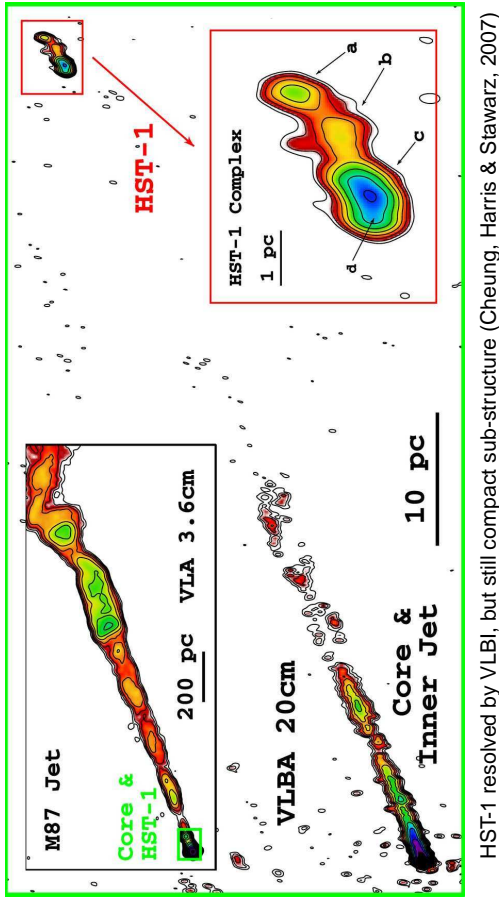 M87 Jet
Core &
HST-1
200 pc
VLA 3.6cm
HST-1
HST-1 Complex
1 pc
a
b
c
d
VLBA 20cm
Core &
Inner Jet
10 pc
HST-1 resolved by VLBI, but still compact sub-structure (Cheung, Harris & Stawarz, 2007)